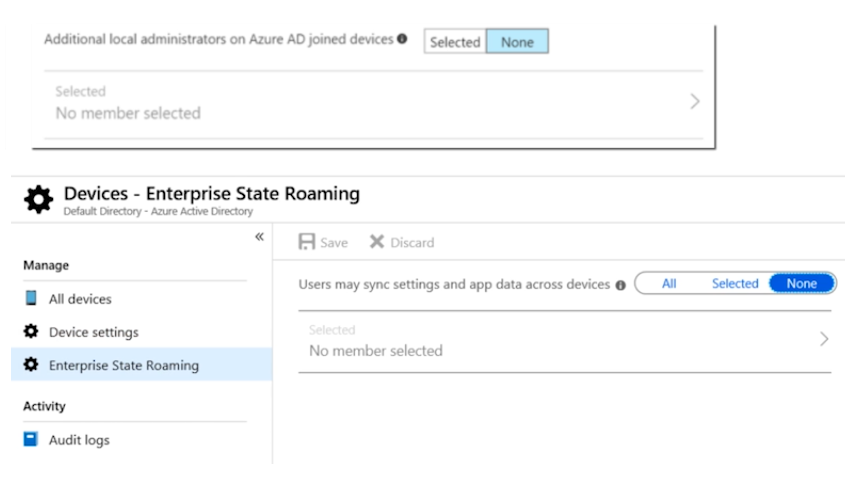 Additional local administrators on Azure AD joined devices Selected None
Selected
No member selected
Devices - Enterprise State Roaming
Default Directory - Azure Active Directory
«
Save Discard
Manage
Users may sync settings and app data across devices All Selected None
All devices
Selected
Device settings
No member selected
Enterprise State Roaming
Activity
Audit logs